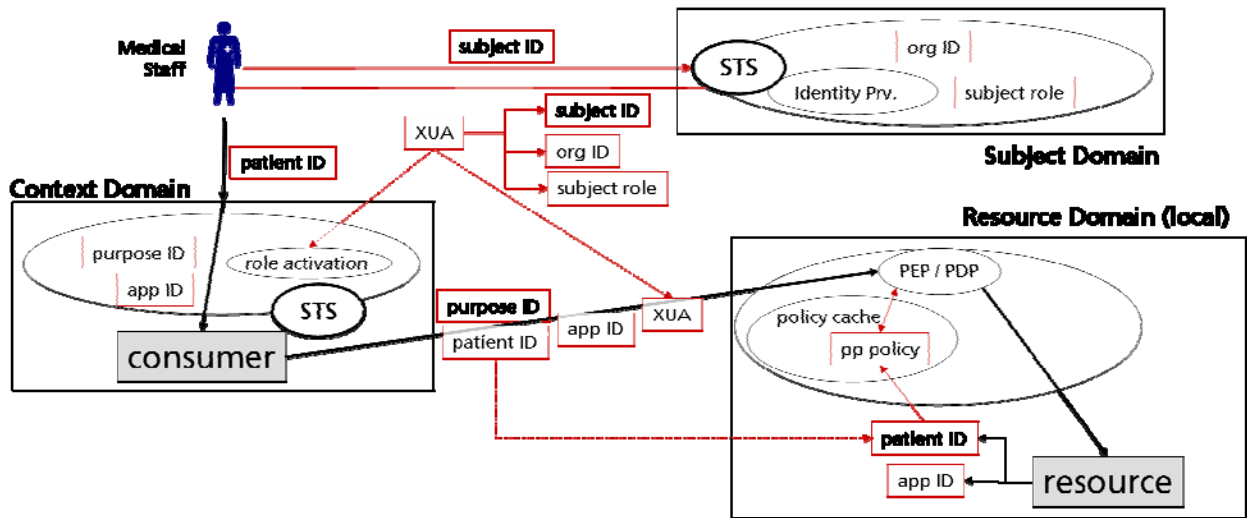 Medical
Staff
subject ID
STS
org ID
Identity Prv.
subject role
Subject Domain
XUA
subject ID
org ID
subject role
patient ID
Context Domain
purpose ID
role activation
app ID
STS
consumer
purpose ID
patient ID
app ID
XUA
Resource Domain (local)
PEP / PDP
policy cache
pp policy
patient ID
app ID
resource